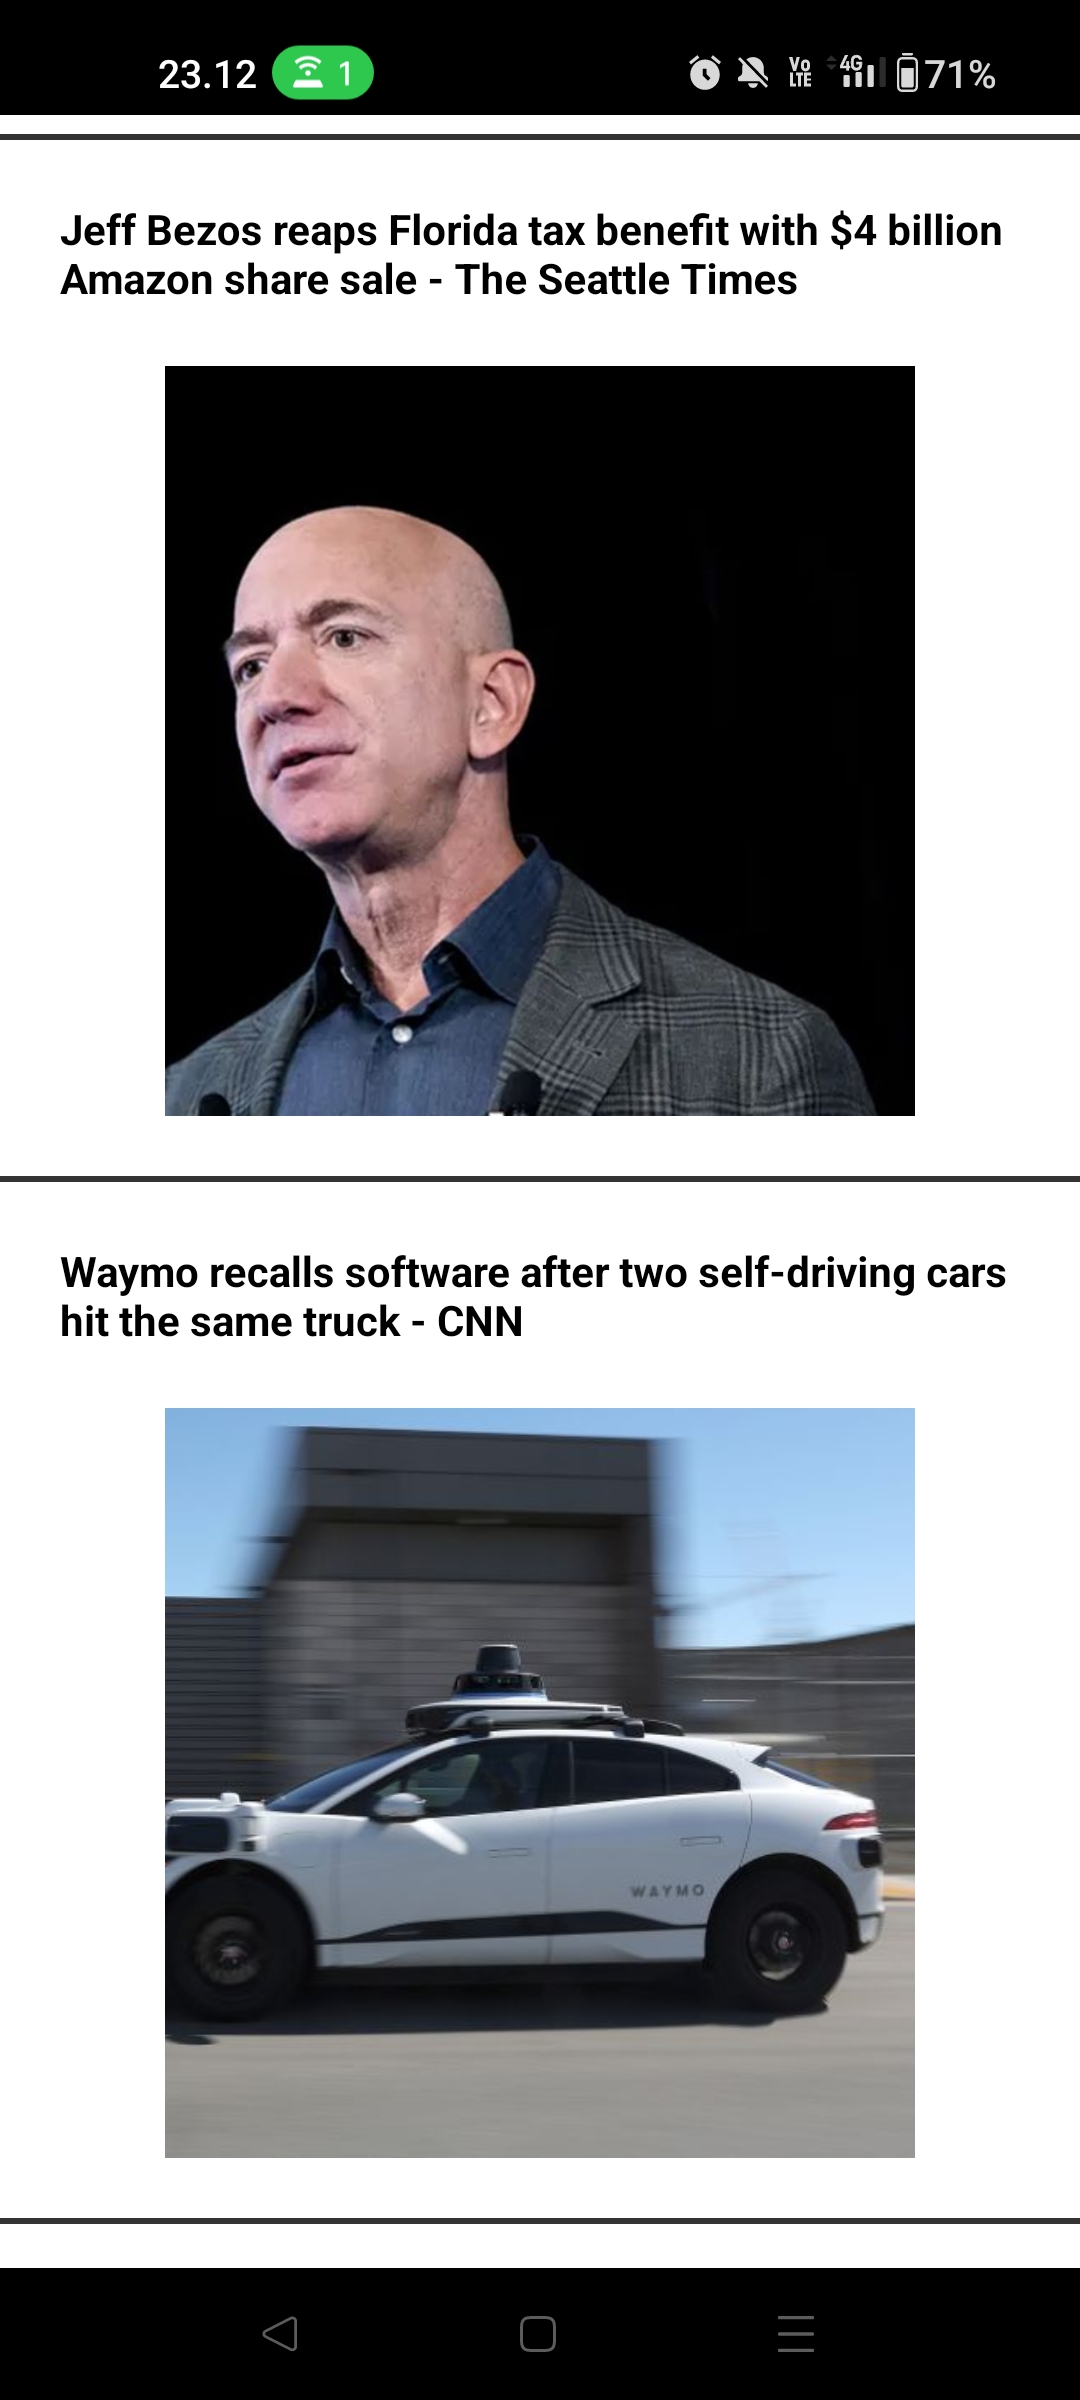 23.12 1 Vo LTE 4G 71%
Jeff Bezos reaps Florida tax benefit with $4 billion
Amazon share sale - The Seattle Times
Waymo recalls software after two self-driving cars
hit the same truck - CNN
WAYMO